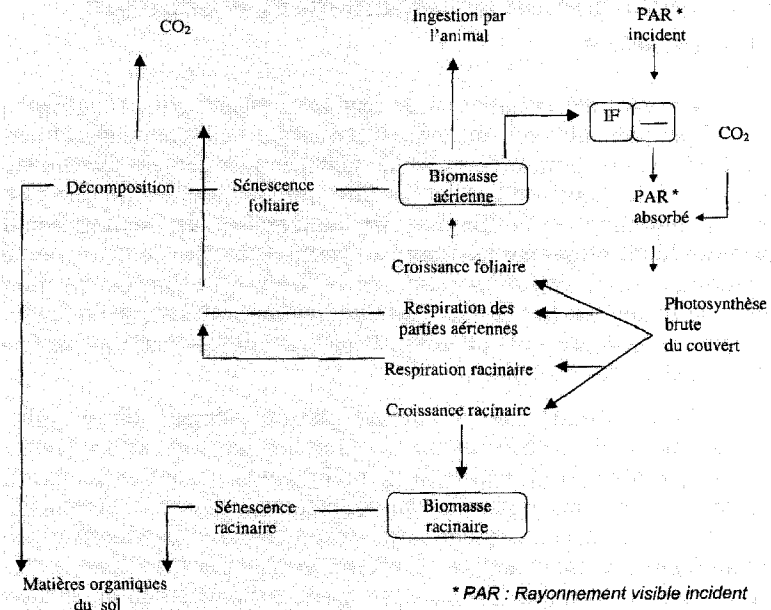 CO₂
Ingestion par
l'animal
PAR *
incident
IF
CO₂
Décomposition
Sénescence
foliaire
Biomasse
aérienne
PAR *
absorbé
Croissance foliaire
Respiration des
parties aériennes
Photosynthèse
brute
du couvert
Respiration racinaire
Croissance racinaire
Sénescence
racinaire
Biomasse
racinaire
Matières organiques
du sol
* PAR : Rayonnement visible incident